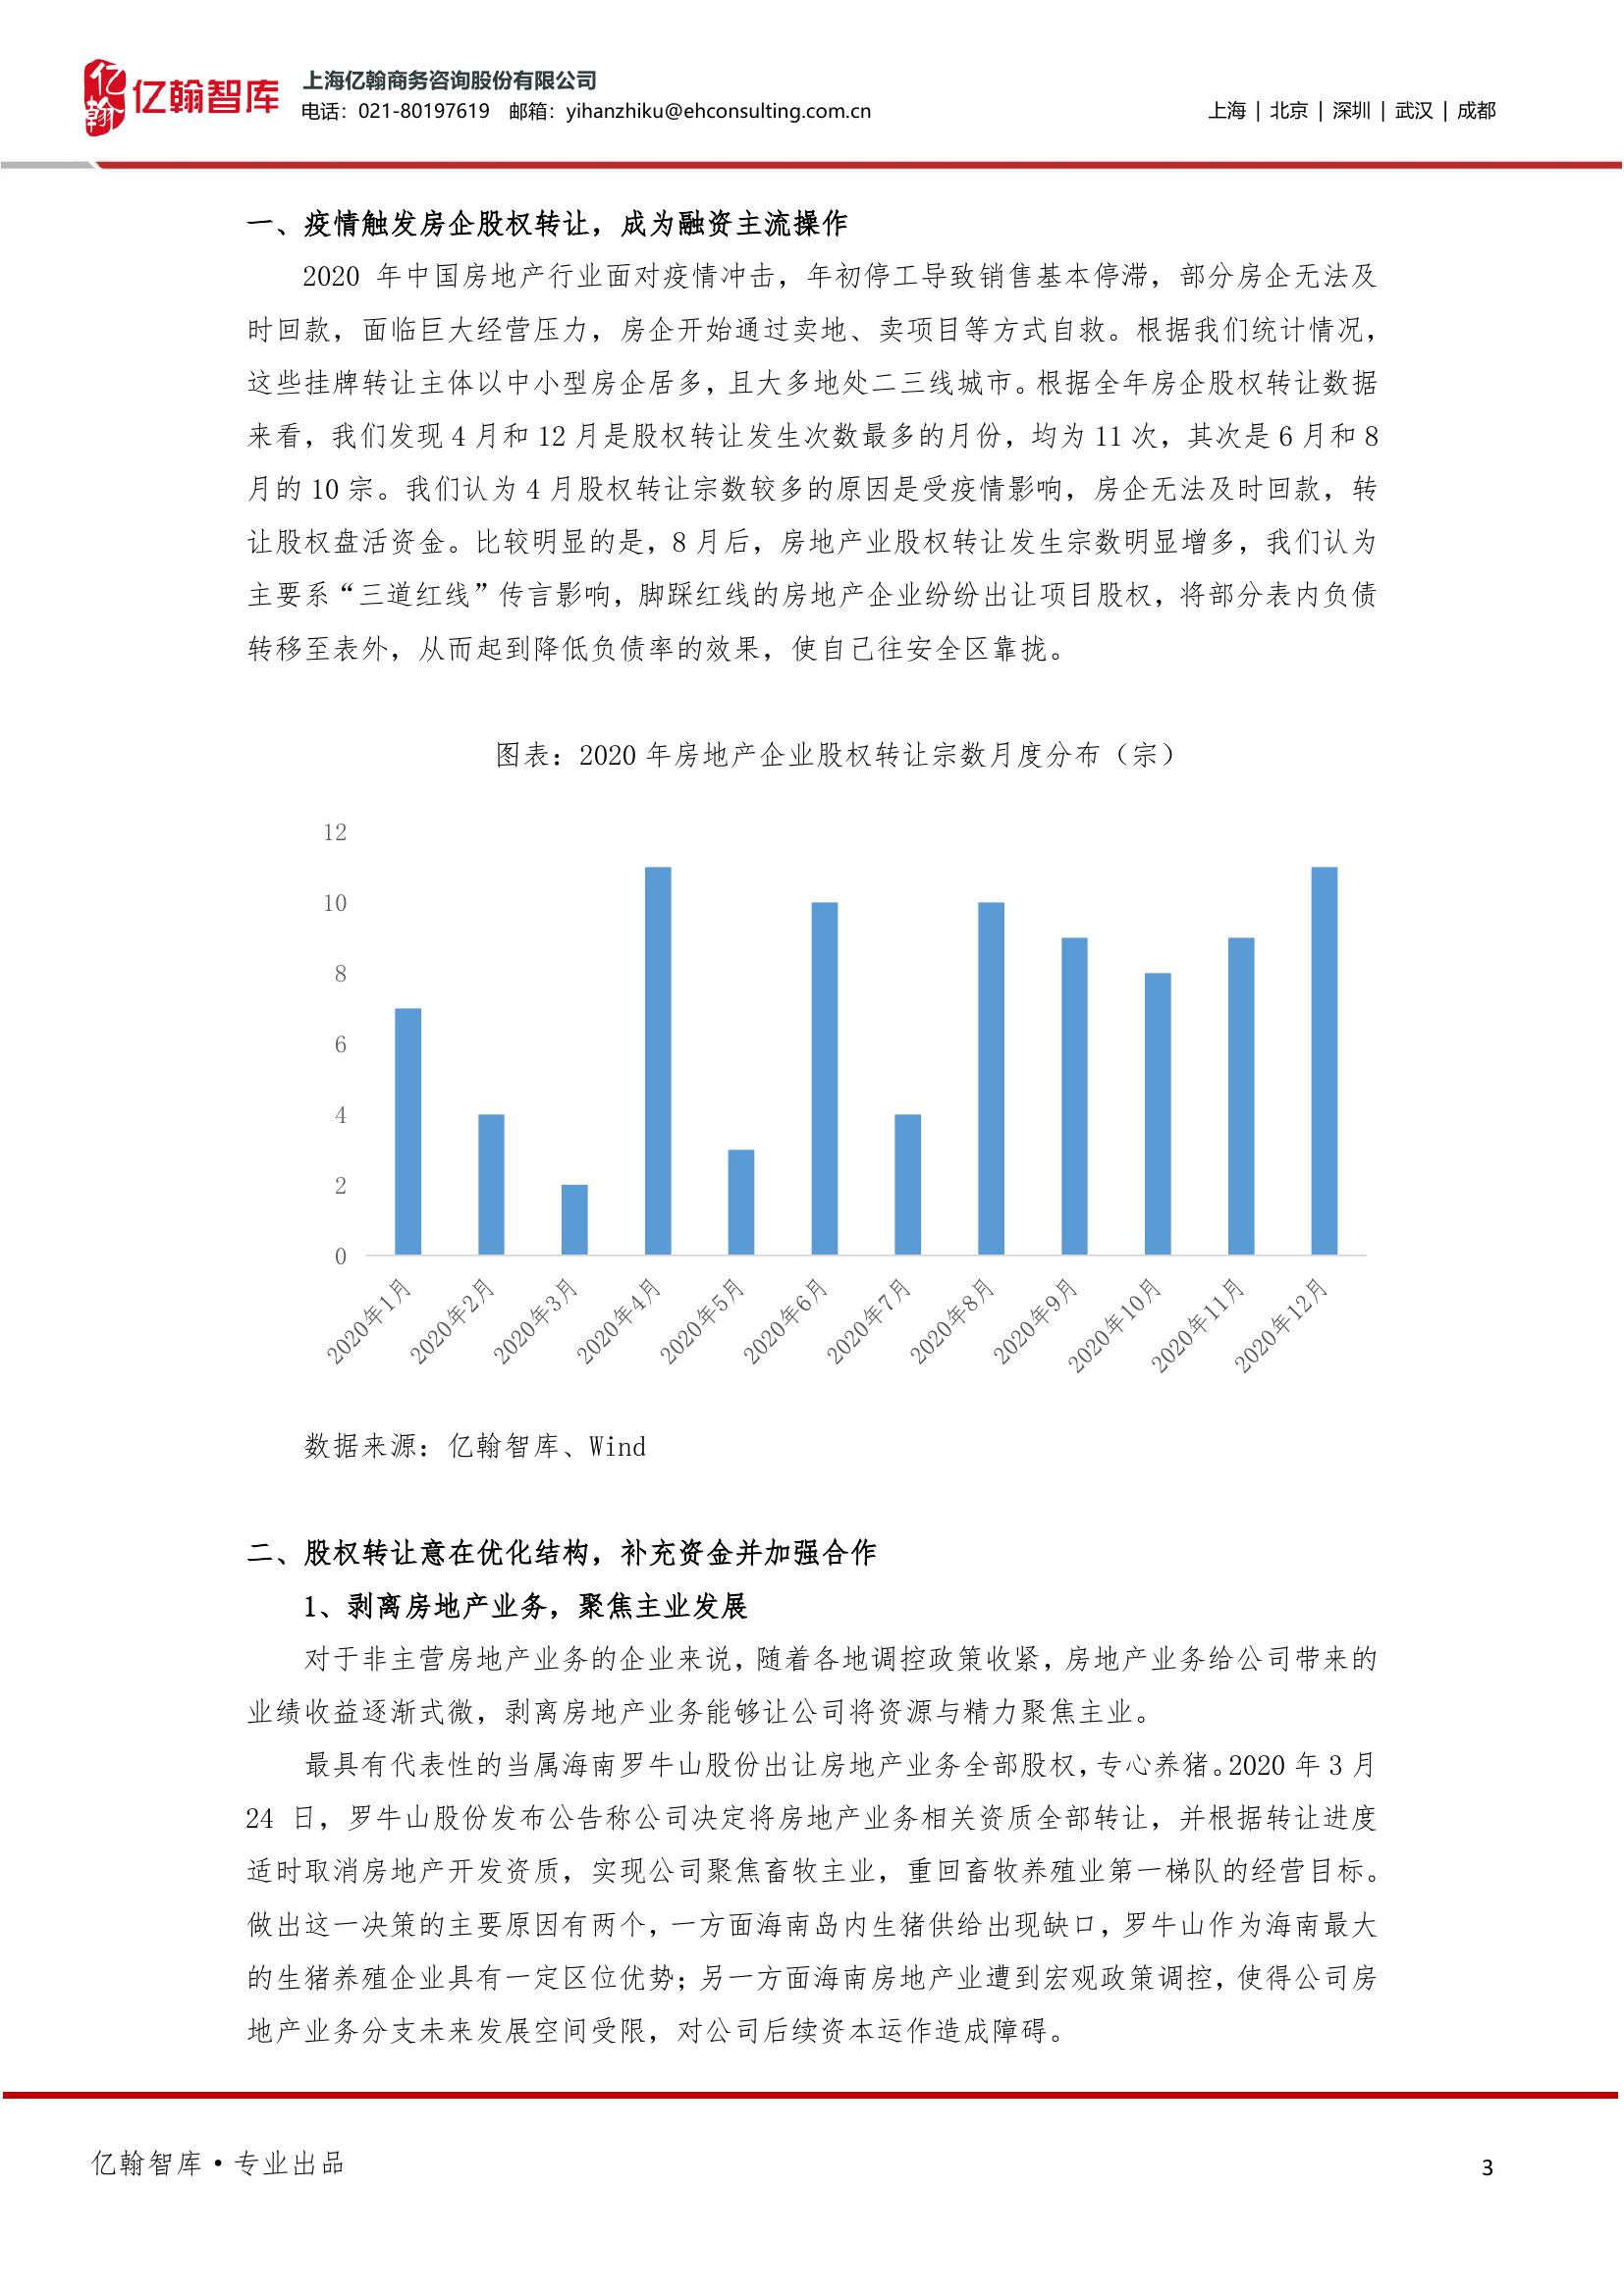 亿翰
亿翰智库
上海亿翰商务咨询股份有限公司
电话：021-80197619 邮箱：yihanzhiku@ehconsulting.com.cn
上海 | 北京 | 深圳 | 武汉 | 成都
一、疫情触发房企股权转让，成为融资主流操作
2020 年中国房地产行业面对疫情冲击，年初停工导致销售基本停滞，部分房企无法及
时回款，面临巨大经营压力，房企开始通过卖地、卖项目等方式自救。根据我们统计情况，
这些挂牌转让主体以中小型房企居多，且大多地处二三线城市。根据全年房企股权转让数据
来看，我们发现 4 月和 12 月是股权转让发生次数最多的月份，均为 11 次，其次是 6 月和 8
月的 10 宗。我们认为 4 月股权转让宗数较多的原因是受疫情影响，房企无法及时回款，转
让股权盘活资金。比较明显的是，8 月后，房地产业股权转让发生宗数明显增多，我们认为
主要系“三道红线”传言影响，脚踩红线的房地产企业纷纷出让项目股权，将部分表内负债
转移至表外，从而起到降低负债率的效果，使自己往安全区靠拢。
图表：2020 年房地产企业股权转让宗数月度分布（宗）
12
10
8
6
4
2
0
2020年1月
2020年2月
2020年3月
2020年4月
2020年5月
2020年6月
2020年7月
2020年8月
2020年9月
2020年10月
2020年11月
2020年12月
数据来源：亿翰智库、Wind
二、股权转让意在优化结构，补充资金并加强合作
1、剥离房地产业务，聚焦主业发展
对于非主营房地产业务的企业来说，随着各地调控政策收紧，房地产业务给公司带来的
业绩收益逐渐式微，剥离房地产业务能够让公司将资源与精力聚焦主业。
最具有代表性的当属海南罗牛山股份出让房地产业务全部股权，专心养猪。2020 年 3 月
24 日，罗牛山股份发布公告称公司决定将房地产业务相关资质全部转让，并根据转让进度
适时取消房地产开发资质，实现公司聚焦畜牧主业，重回畜牧养殖业第一梯队的经营目标。
做出这一决策的主要原因有两个，一方面海南岛内生猪供给出现缺口，罗牛山作为海南最大
的生猪养殖企业具有一定区位优势；另一方面海南房地产业遭到宏观政策调控，使得公司房
地产业务分支未来发展空间受限，对公司后续资本运作造成障碍。
亿翰智库·专业出品
3